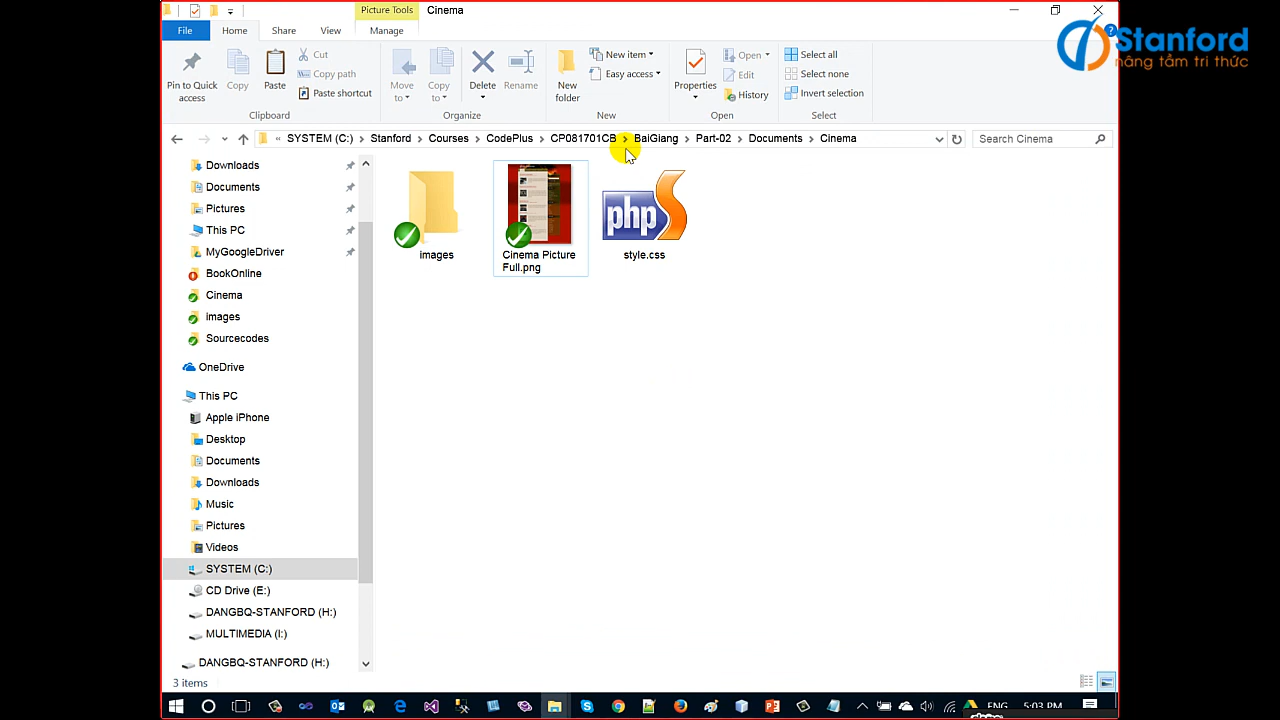 Picture Tools
Cinema
File
Home
Share
View
Manage
Stanford
nâng tầm tri thức
Pin to Quick
access
Copy
Paste
Cut
Copy path
Paste shortcut
Clipboard
Move
to
Copy
to
Delete
Rename
Organize
New
folder
New item
Easy access
New
Properties
Open
Edit
History
Open
Select all
Select none
Invert selection
Select
« SYSTEM (C:) › Stanford › Courses › CodePlus › CP081701CB › BaiGiang › Part-02 › Documents › Cinema
Search Cinema
Downloads
Documents
Pictures
This PC
MyGoogleDriver
BookOnline
Cinema
images
Sourcecodes
OneDrive
This PC
Apple iPhone
Desktop
Documents
Downloads
Music
Pictures
Videos
SYSTEM (C:)
CD Drive (E:)
DANGBQ-STANFORD (H:)
MULTIMEDIA (I:)
DANGBQ-STANFORD (H:)
images
Cinema Picture
Full.png
php
style.css
3 items
ENG
5:03 PM